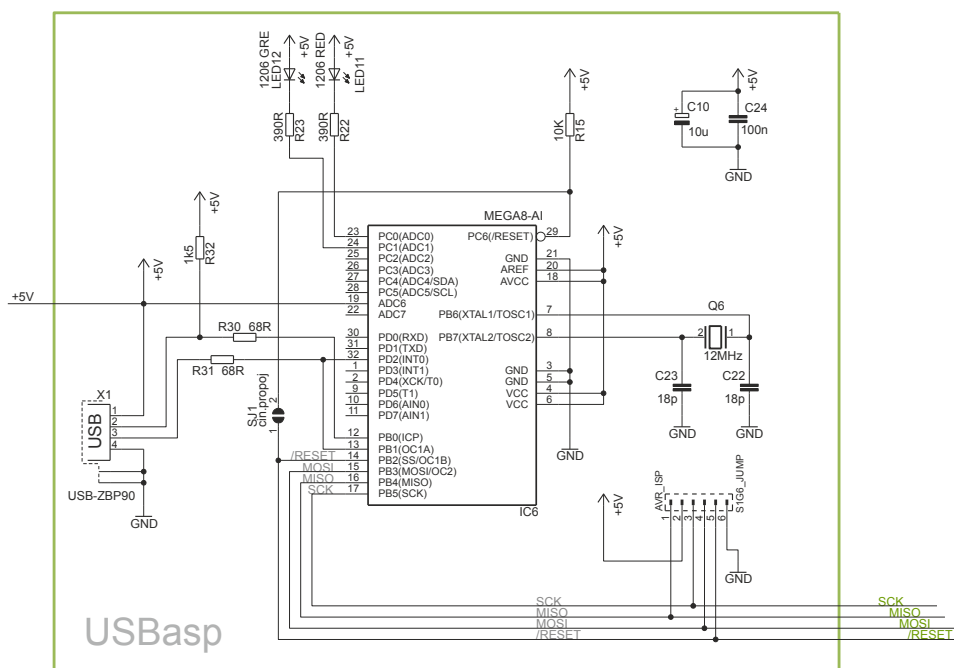 1206 GRE
LED12
+5V
1206 RED
LED11
+5V
390R
R23
390R
R22
+5V
10K
R15
+5V
+
C10
10u
C24
100n
GND
+5V
1k5
R32
+5V
+5V
MEGA8-AI
23 PC0(ADC0)
24 PC1(ADC1)
25 PC2(ADC2)
26 PC3(ADC3)
27 PC4(ADC4/SDA)
28 PC5(ADC5/SCL)
19 ADC6
22 ADC7
30 PD0(RXD)
31 PD1(TXD)
32 PD2(INT0)
1 PD3(INT1)
2 PD4(XCK/T0)
9 PD5(T1)
10 PD6(AIN0)
11 PD7(AIN1)
12 PB0(ICP)
13 PB1(OC1A)
/RESET 14 PB2(SS/OC1B)
MOSI 15 PB3(MOSI/OC2)
MISO 16 PB4(MISO)
SCK 17 PB5(SCK)
PC6(/RESET) 29
GND 21
AREF 20
AVCC 18
PB6(XTAL1/TOSC1) 7
PB7(XTAL2/TOSC2) 8
GND 3
GND 5
VCC 4
VCC 6
IC6
+5V
GND
Q6
2 1
12MHz
C23
18p
GND
C22
18p
GND
R30 68R
R31 68R
SJ1
cin.propoj
2
1
X1
USB
1
2
3
4
USB-ZBP90
GND
+5V
AVR_ISP
S1G6_JUMP
1 2 3 4 5 6
GND
SCK SCK
MISO MISO
MOSI MOSI
/RESET /RESET
USBasp